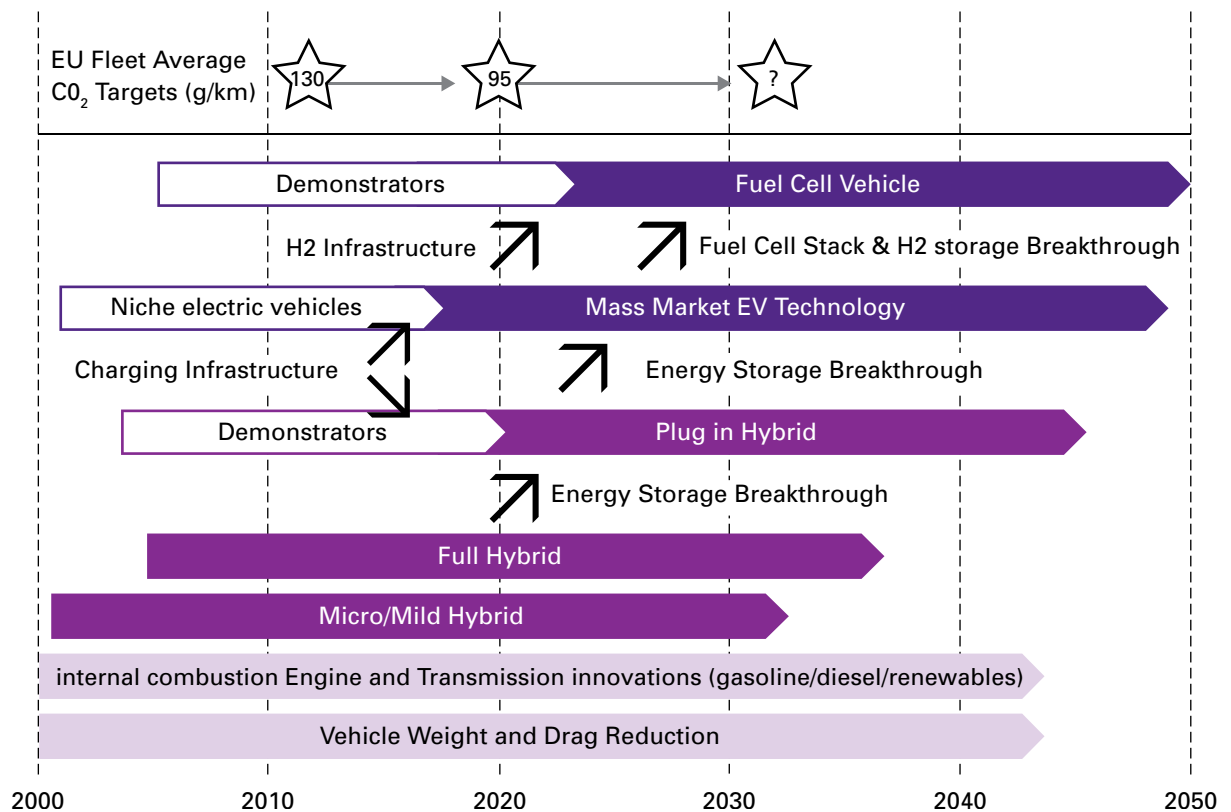 EU Fleet Average
C0₂ Targets (g/km)
130
95
?
Demonstrators
Fuel Cell Vehicle
H2 Infrastructure
Fuel Cell Stack & H2 storage Breakthrough
Niche electric vehicles
Mass Market EV Technology
Charging Infrastructure
Energy Storage Breakthrough
Demonstrators
Plug in Hybrid
Energy Storage Breakthrough
Full Hybrid
Micro/Mild Hybrid
internal combustion Engine and Transmission innovations (gasoline/diesel/renewables)
Vehicle Weight and Drag Reduction
2000
2010
2020
2030
2040
2050